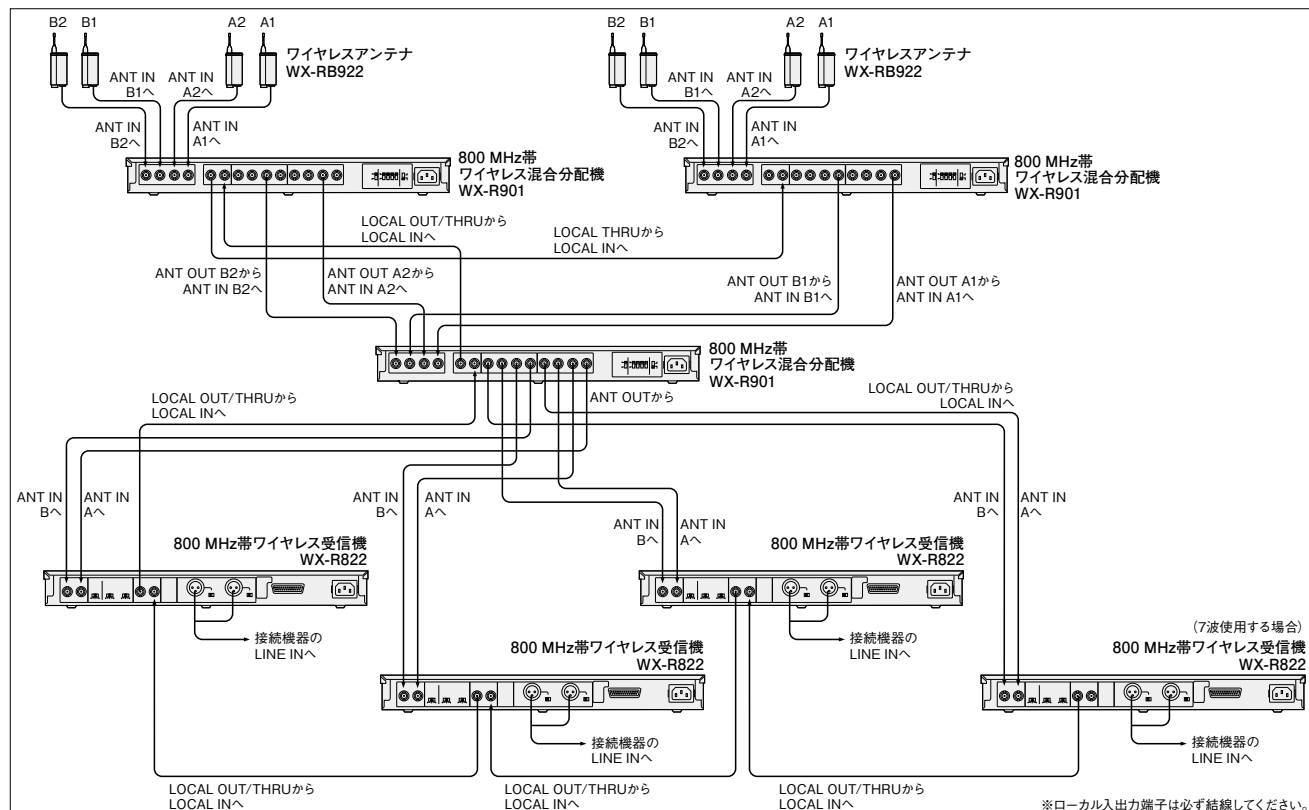 B2
B1
A2
A1
ワイヤレスアンテナ
WX-RB922
ANT IN
B1へ
ANT IN
A2へ
ANT IN
B2へ
ANT IN
A1へ
800 MHz帯
ワイヤレス混合分配機
WX-R901
B2
B1
A2
A1
ワイヤレスアンテナ
WX-RB922
ANT IN
B1へ
ANT IN
A2へ
ANT IN
B2へ
ANT IN
A1へ
800 MHz帯
ワイヤレス混合分配機
WX-R901
LOCAL OUT/THRUから
LOCAL INへ
LOCAL THRUから
LOCAL INへ
ANT OUT B2から
ANT IN B2へ
ANT OUT A2から
ANT IN A2へ
ANT OUT B1から
ANT IN B1へ
ANT OUT A1から
ANT IN A1へ
800 MHz帯
ワイヤレス混合分配機
WX-R901
LOCAL OUT/THRUから
LOCAL INへ
ANT OUTから
LOCAL OUT/THRUから
LOCAL INへ
ANT IN
Bへ
ANT IN
Aへ
ANT IN
Bへ
ANT IN
Aへ
ANT IN
Bへ
ANT IN
Aへ
ANT IN
Bへ
ANT IN
Aへ
800 MHz帯ワイヤレス受信機
WX-R822
接続機器の
LINE INへ
800 MHz帯ワイヤレス受信機
WX-R822
接続機器の
LINE INへ
800 MHz帯ワイヤレス受信機
WX-R822
接続機器の
LINE INへ
(7波使用する場合)
800 MHz帯ワイヤレス受信機
WX-R822
接続機器の
LINE INへ
LOCAL OUT/THRUから
LOCAL INへ
LOCAL OUT/THRUから
LOCAL INへ
LOCAL OUT/THRUから
LOCAL INへ
※ローカル入出力端子は必ず結線してください。